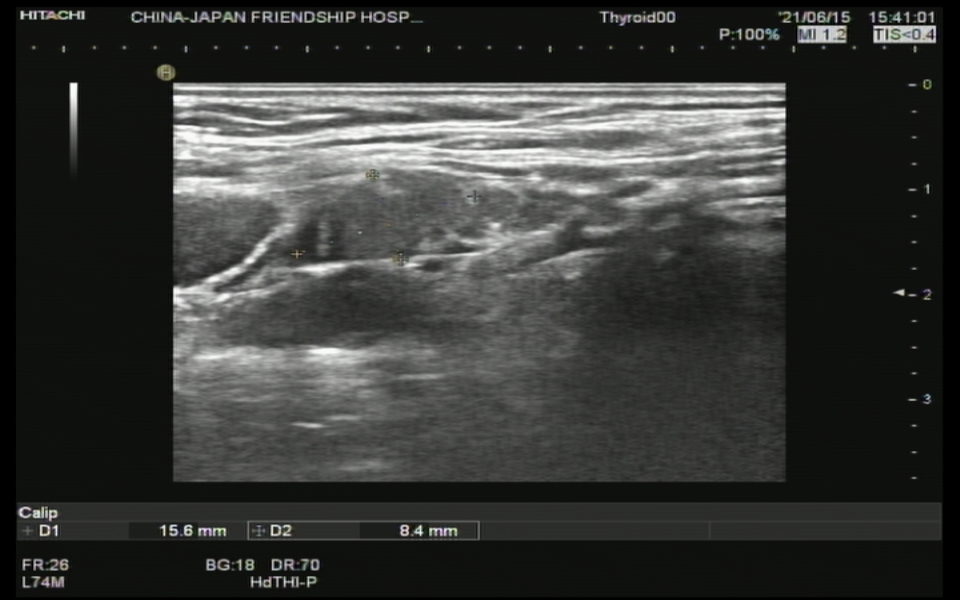 HITACHI CHINA-JAPAN FRIENDSHIP HOSP... Thyroid00 '21/06/15 15:41:01
P:100% MI 1.2 TIS<0.4
H
0
1
2
3
Calip
+ D1 15.6 mm D2 8.4 mm
FR:26 BG:18 DR:70
L74M HdTHI-P